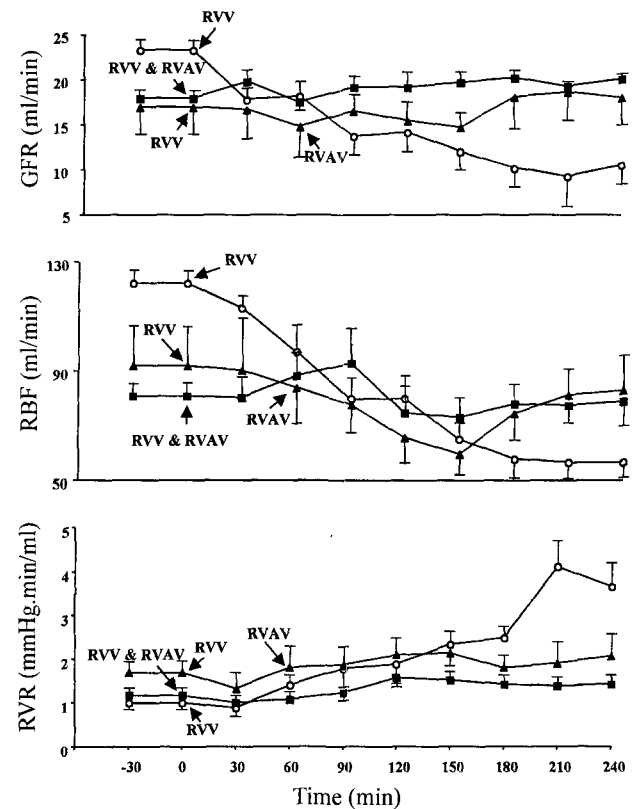 25
20
15
10
5
GFR (ml/min)
RVV
RVV & RVAV
RVV
RVAV
130
90
50
RBF (ml/min)
RVV
RVV
RVAV
RVV & RVAV
5
4
3
2
1
0
RVR (mmHg.min/ml)
RVV & RVAV
RVV
RVAV
RVV
-30 0 30 60 90 120 150 180 210 240
Time (min)